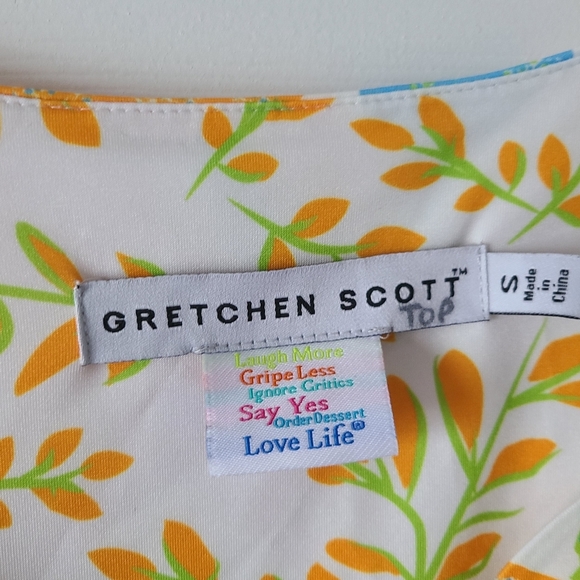 GRETCHEN SCOTT™
TOP
S
Made
in
China
Laugh More
Gripe Less
Ignore Critics
Say Yes
Order Dessert
Love Life®